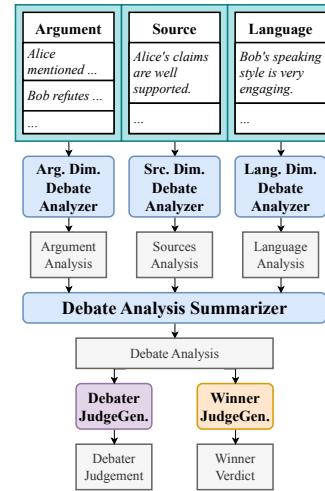 Argument Source Language
Alice
mentioned ...
Bob refutes ...
...
Alice's claims
are well
supported.
...
Bob's speaking
style is very
engaging.
...
Arg. Dim.
Debate
Analyzer
Src. Dim.
Debate
Analyzer
Lang. Dim.
Debate
Analyzer
Argument
Analysis
Sources
Analysis
Language
Analysis
Debate Analysis Summarizer
Debate Analysis
Debater
JudgeGen.
Winner
JudgeGen.
Debater
Judgement
Winner
Verdict